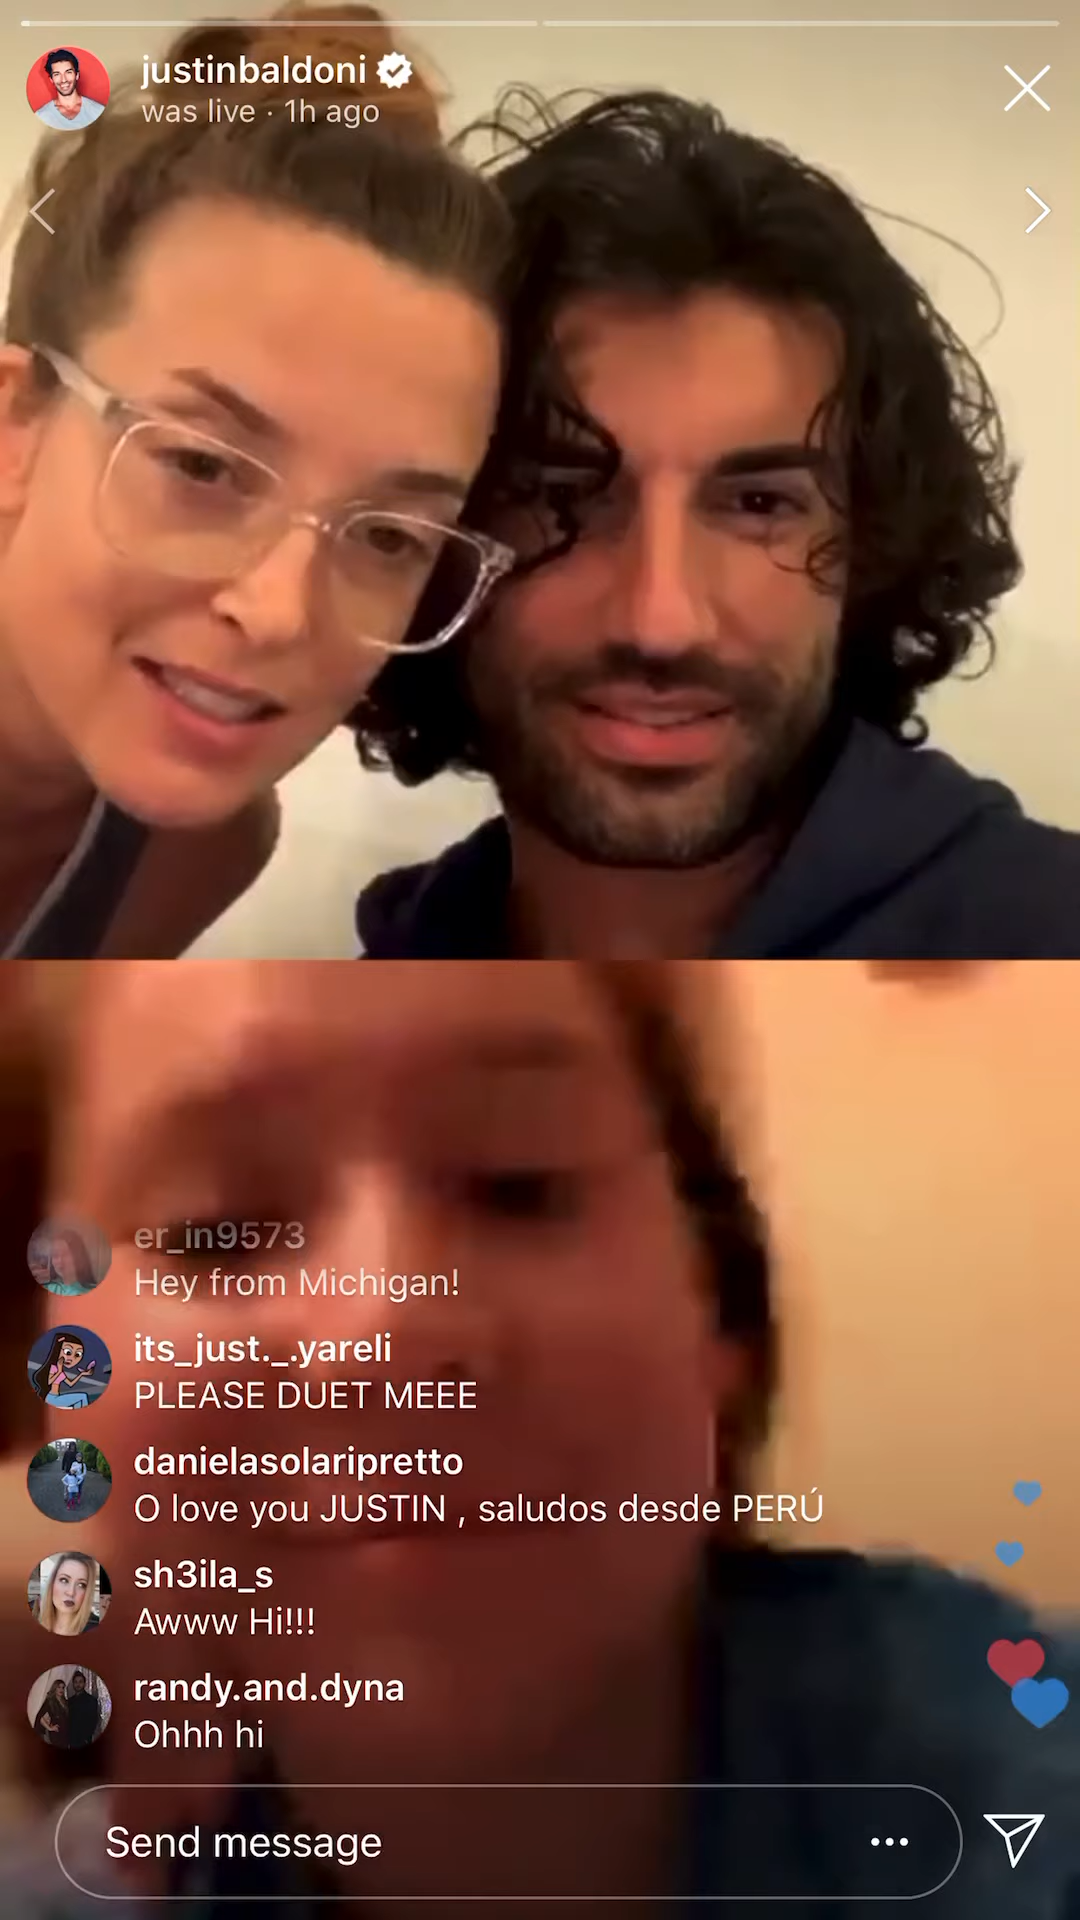 justinbaldoni
was live · 1h ago
er_in9573
Hey from Michigan!
its_just._.yareli
PLEASE DUET MEEE
danielasolaripretto
O love you JUSTIN , saludos desde PERÚ
sh3ila_s
Awww Hi!!!
randy.and.dyna
Ohhh hi
Send message